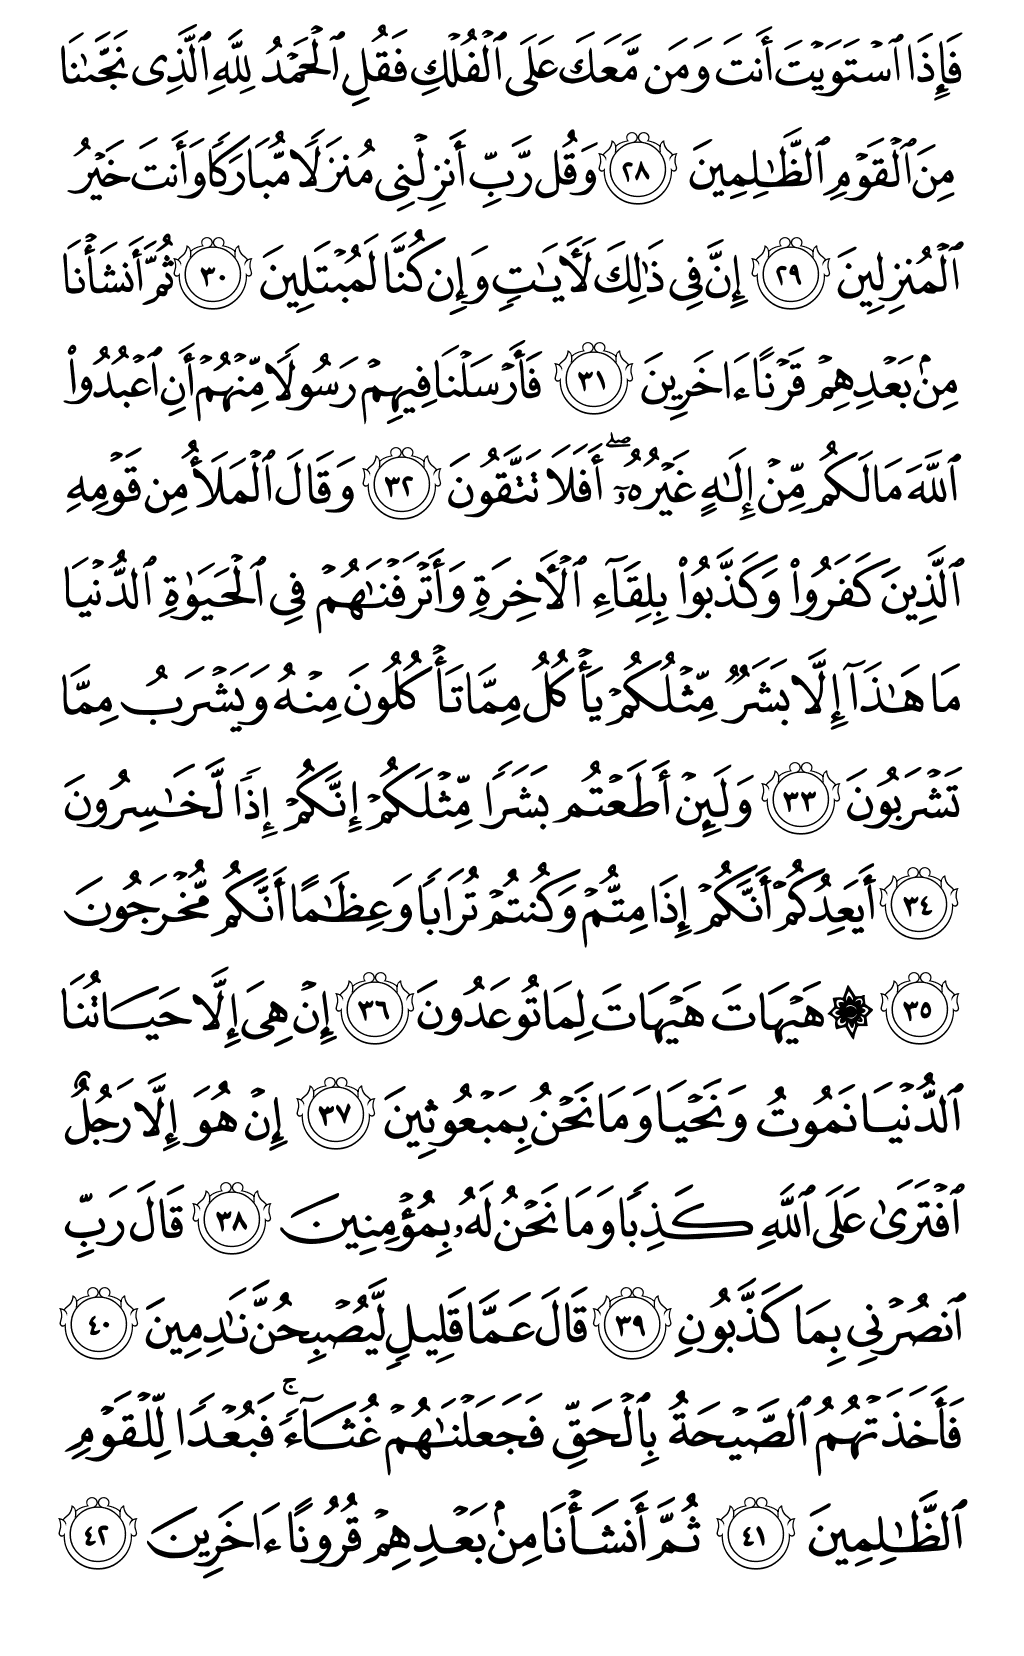 فَإِذَا ٱسْتَوَيْتَ أَنتَ وَمَن مَّعَكَ عَلَى ٱلْفُلْكِ فَقُلِ ٱلْحَمْدُ لِلَّهِ ٱلَّذِى نَجَّىٰنَا
مِنَ ٱلْقَوْمِ ٱلظَّٰلِمِينَ ٢٨ وَقُل رَّبِّ أَنزِلْنِى مُنزَلًا مُّبَارَكًا وَأَنتَ خَيْرُ
ٱلْمُنزِلِينَ ٢٩ إِنَّ فِى ذَٰلِكَ لَءَايَٰتٍ وَإِن كُنَّا لَمُبْتَلِينَ ٣٠ ثُمَّ أَنشَأْنَا
مِنۢ بَعْدِهِمْ قَرْنًا ءَاخَرِينَ ٣١ فَأَرْسَلْنَا فِيهِمْ رَسُولًا مِّنْهُمْ أَنِ ٱعْبُدُوا۟
ٱللَّهَ مَا لَكُم مِّنْ إِلَٰهٍ غَيْرُهُۥٓ ۖ أَفَلَا تَتَّقُونَ ٣٢ وَقَالَ ٱلْمَلَأُ مِن قَوْمِهِ
ٱلَّذِينَ كَفَرُوا۟ وَكَذَّبُوا۟ بِلِقَآءِ ٱلْءَاخِرَةِ وَأَتْرَفْنَٰهُمْ فِى ٱلْحَيَوٰةِ ٱلدُّنْيَا
مَا هَٰذَآ إِلَّا بَشَرٌ مِّثْلُكُمْ يَأْكُلُ مِمَّا تَأْكُلُونَ مِنْهُ وَيَشْرَبُ مِمَّا
تَشْرَبُونَ ٣٣ وَلَئِنْ أَطَعْتُم بَشَرًا مِّثْلَكُمْ إِنَّكُمْ إِذًا لَّخَٰسِرُونَ
٣٤ أَيَعِدُكُمْ أَنَّكُمْ إِذَا مِتُّمْ وَكُنتُمْ تُرَابًا وَعِظَٰمًا أَنَّكُم مُّخْرَجُونَ
٣٥ ۞ هَيْهَاتَ هَيْهَاتَ لِمَا تُوعَدُونَ ٣٦ إِنْ هِىَ إِلَّا حَيَاتُنَا
ٱلدُّنْيَا نَمُوتُ وَنَحْيَا وَمَا نَحْنُ بِمَبْعُوثِينَ ٣٧ إِنْ هُوَ إِلَّا رَجُلٌ
ٱفْتَرَىٰ عَلَى ٱللَّهِ كَذِبًا وَمَا نَحْنُ لَهُۥ بِمُؤْمِنِينَ ٣٨ قَالَ رَبِّ
ٱنصُرْنِى بِمَا كَذَّبُونِ ٣٩ قَالَ عَمَّا قَلِيلٍ لَّيُصْبِحُنَّ نَٰدِمِينَ ٤٠
فَأَخَذَتْهُمُ ٱلصَّيْحَةُ بِٱلْحَقِّ فَجَعَلْنَٰهُمْ غُثَآءً ۚ فَبُعْدًا لِّلْقَوْمِ
ٱلظَّٰلِمِينَ ٤١ ثُمَّ أَنشَأْنَا مِنۢ بَعْدِهِمْ قُرُونًا ءَاخَرِينَ ٤٢